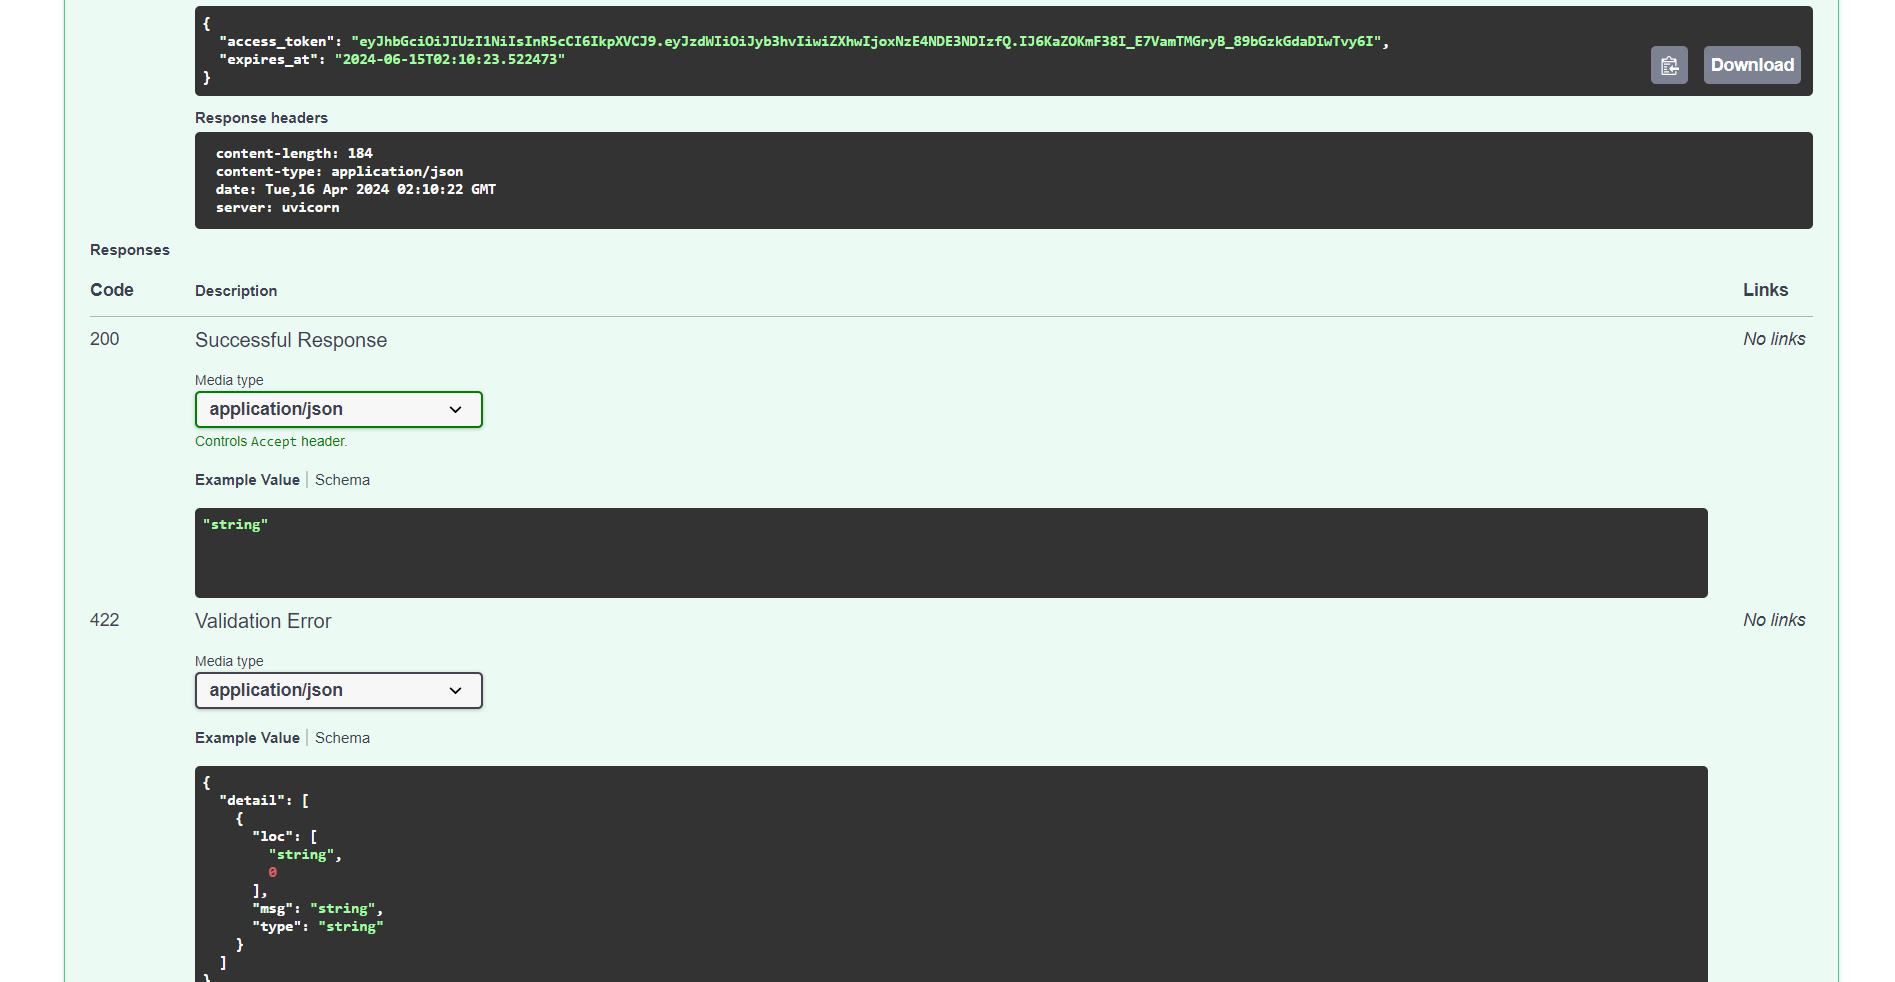 {
"access_token": "eyJhbGciOiJIUzI1NiIsInR5cCI6IkpXVCJ9.eyJzdWIiOiJyb3hvIiwiZXhwIjoxNzE4NDE3NDIzfQ.IJ6KaZOKmF38I_E7VamTMGryB_89bGzkGdaDIwTvy6I",
"expires_at": "2024-06-15T02:10:23.522473"
}
Download
Response headers
content-length: 184
content-type: application/json
date: Tue,16 Apr 2024 02:10:22 GMT
server: uvicorn
Responses
Code Description Links
200 Successful Response No links
Media type
application/json
Controls Accept header.
Example Value Schema
"string"
422 Validation Error No links
Media type
application/json
Example Value Schema
{
"detail": [
{
"loc": [
"string",
0
],
"msg": "string",
"type": "string"
}
]
}